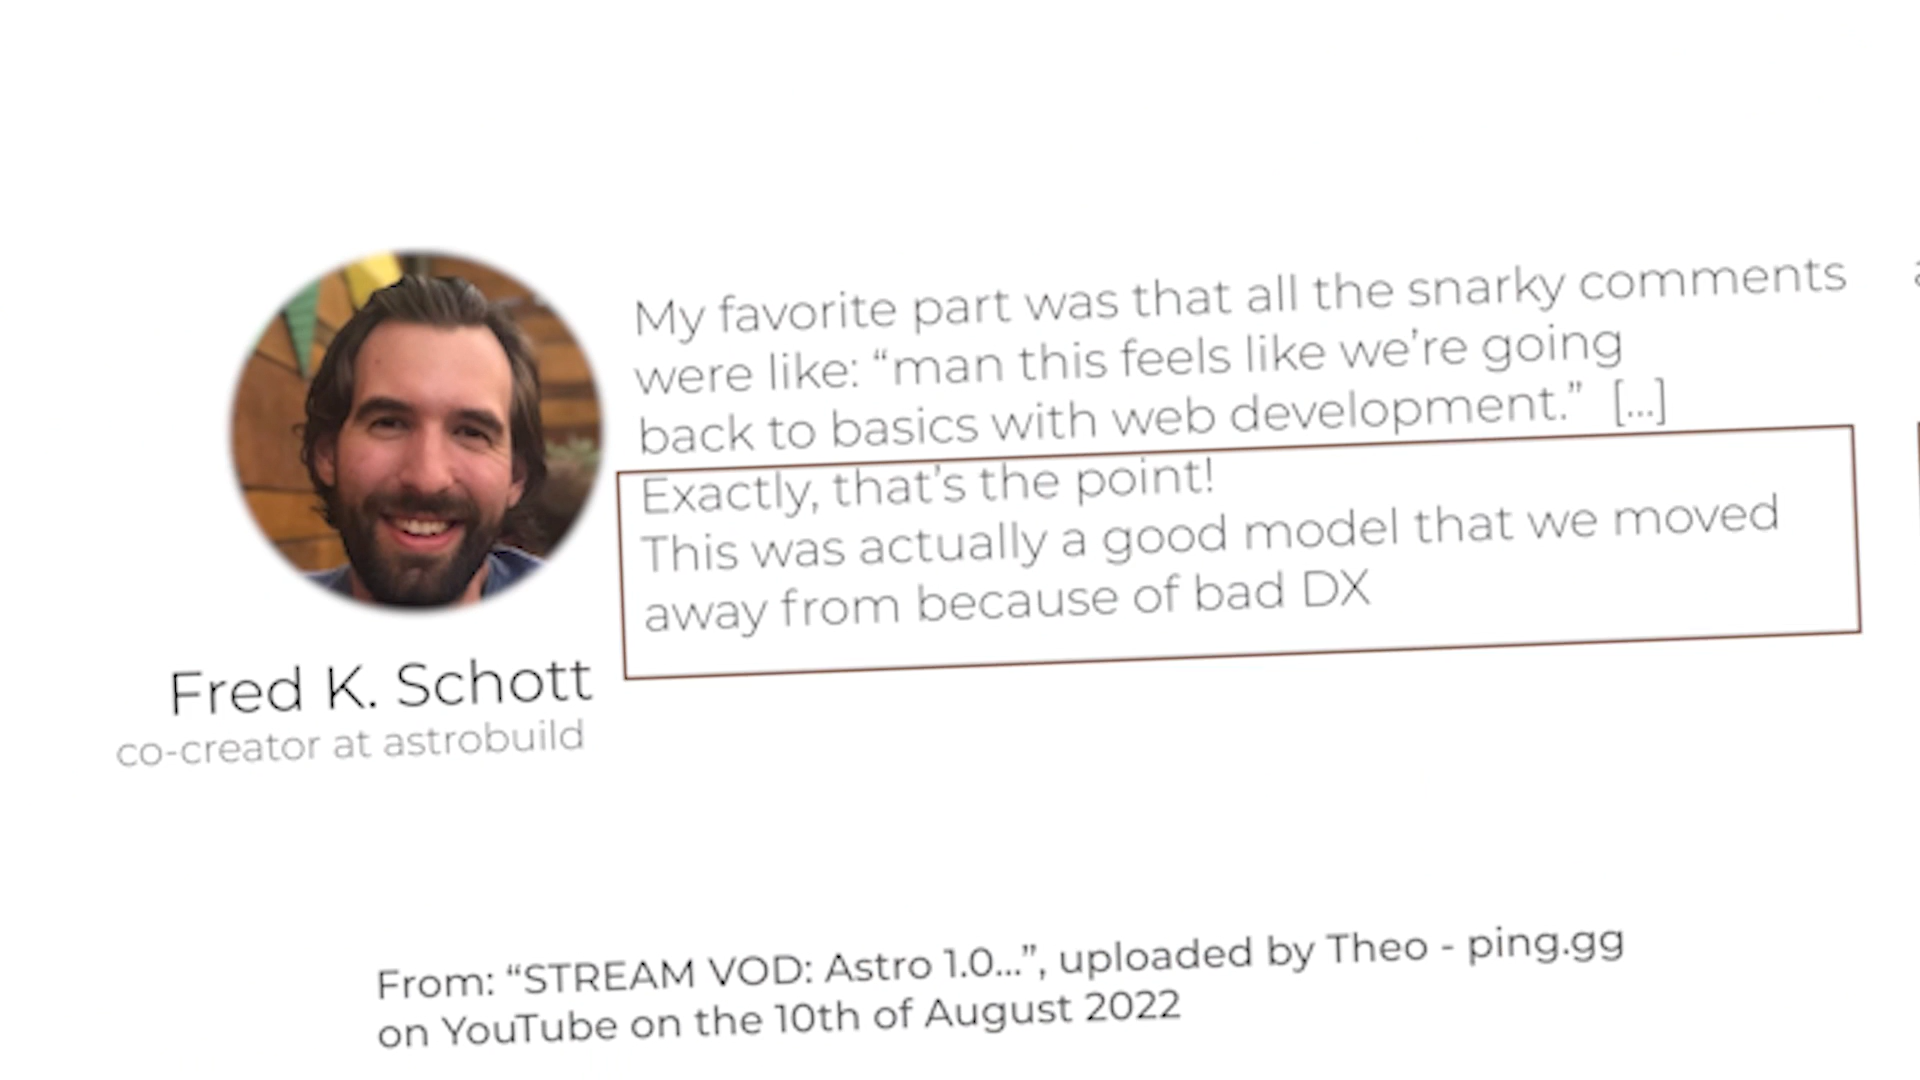 My favorite part was that all the snarky comments
were like: “man this feels like we’re going
back to basics with web development.” [...]
Exactly, that’s the point!
This was actually a good model that we moved
away from because of bad DX
Fred K. Schott
co-creator at astrobuild
From: “STREAM VOD: Astro 1.0...”, uploaded by Theo - ping.gg
on YouTube on the 10th of August 2022